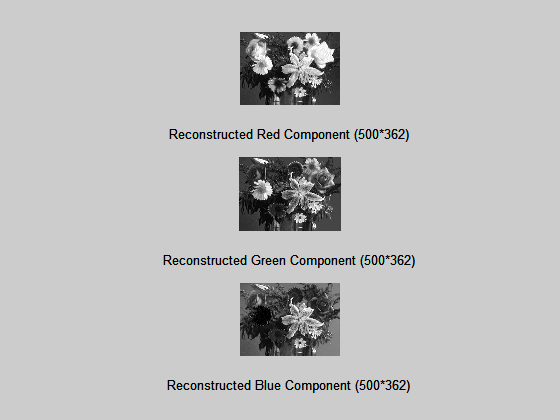 Reconstructed Red Component (500*362)
Reconstructed Green Component (500*362)
Reconstructed Blue Component (500*362)